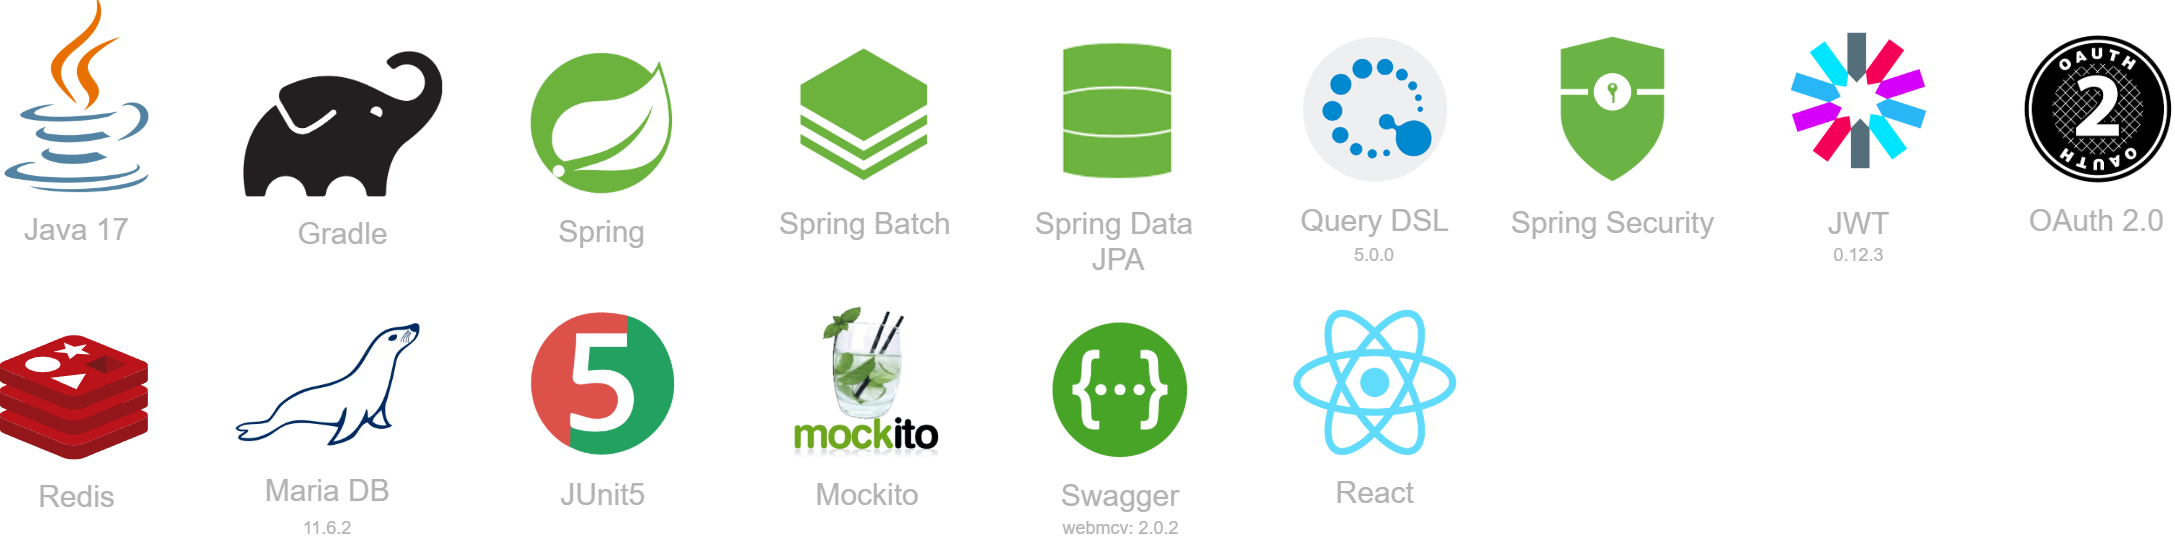 OAUTH
2
OAUTH
Java 17
Gradle
Spring
Spring Batch
Spring Data
JPA
Query DSL
5.0.0
Spring Security
JWT
0.12.3
OAuth 2.0
5
mockito
{...}
Redis
Maria DB
11.6.2
JUnit5
Mockito
Swagger
webmcv: 2.0.2
React